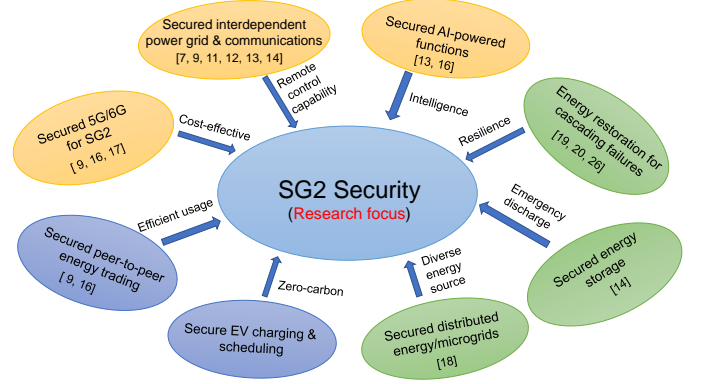 Secured interdependent
power grid & communications
[7, 9, 11, 12, 13, 14]
Secured AI-powered
functions
[13, 16]
Remote
control
capability
Intelligence
Secured 5G/6G
for SG2
[ 9, 16, 17]
Cost-effective
Resilience
Energy restoration for
cascading failures
[19, 20, 26]
SG2 Security
(Research focus)
Efficient usage
Emergency
discharge
Secured peer-to-peer
energy trading
[ 9, 16]
Secured energy
storage
[14]
Zero-carbon
Diverse
energy
source
Secure EV charging &
scheduling
Secured distributed
energy/microgrids
[18]